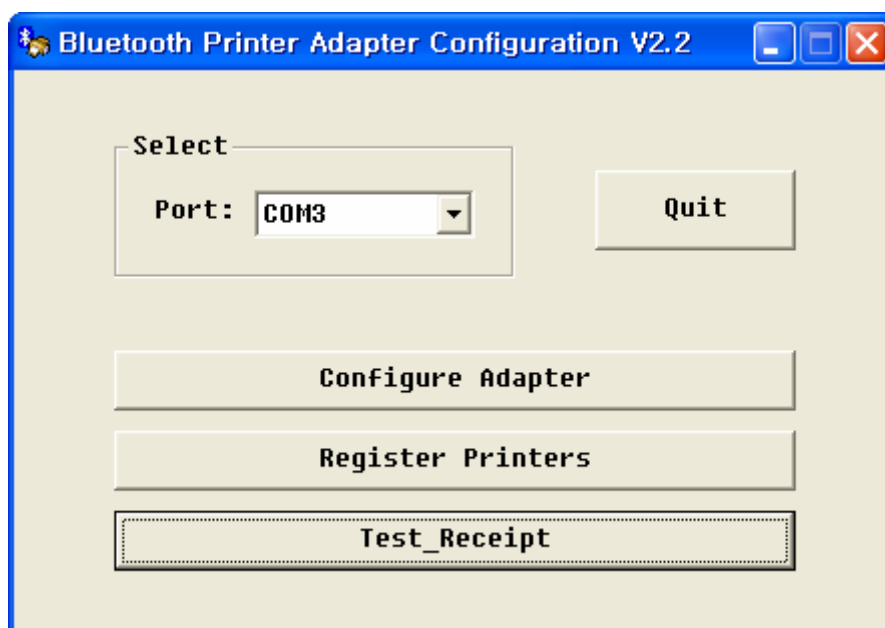 Bluetooth Printer Adapter Configuration V2.2
Select
Port: COM3
Quit
Configure Adapter
Register Printers
Test_Receipt